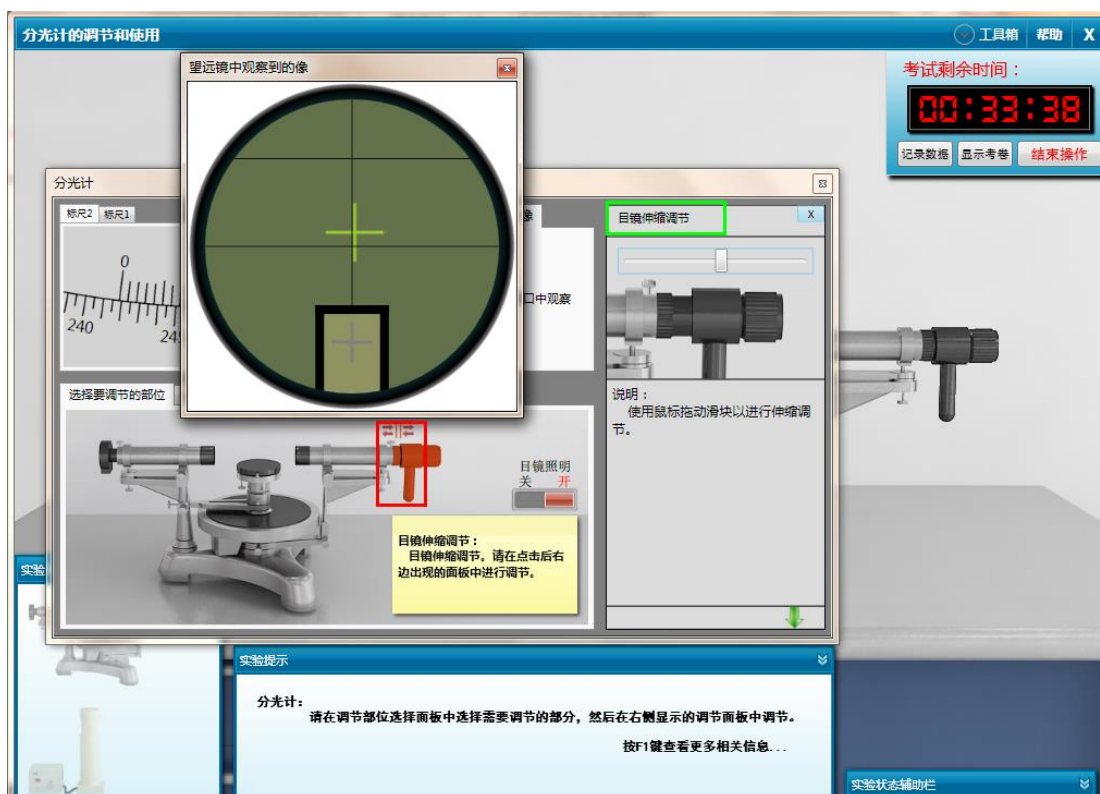 分光计的调节和使用
工具箱 帮助 X
望远镜中观察到的像
考试剩余时间：
00:33:38
记录数据 显示考卷 结束操作
分光计
标尺2 标尺1
像
目镜伸缩调节 X
0
240
口中观察
选择要调节的部位
说明：
使用鼠标拖动滑块以进行伸缩调
节。
目镜照明
关 开
目镜伸缩调节：
目镜伸缩调节。请在点击后右
边出现的面板中进行调节。
实验
实验提示
分光计：
请在调节部位选择面板中选择需要调节的部分，然后在右侧显示的调节面板中调节。
按F1键查看更多相关信息...
实验状态辅助栏